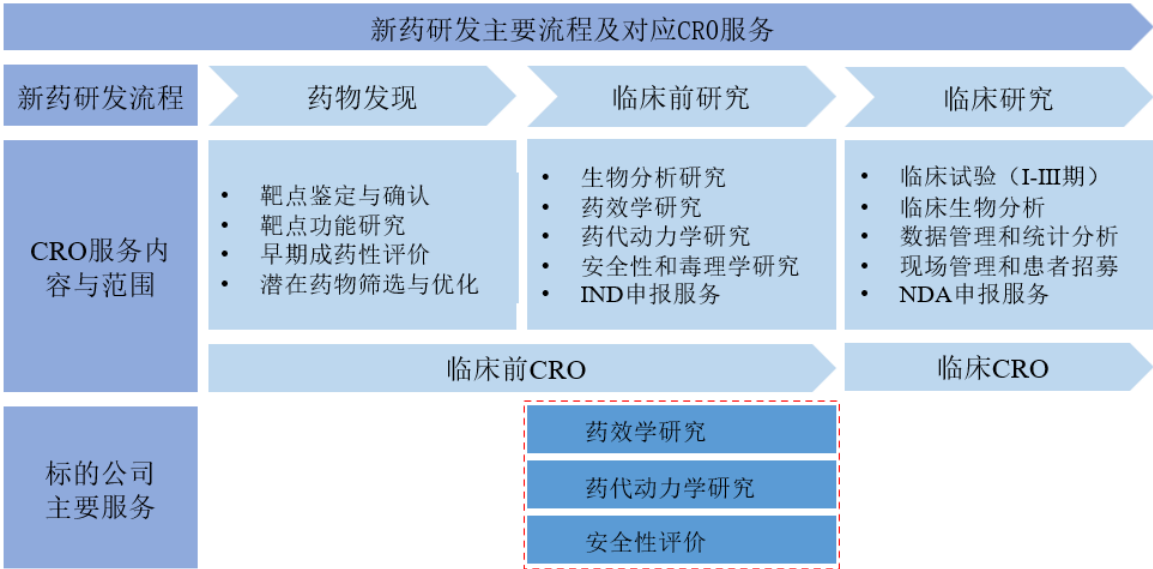 新药研发主要流程及对应CRO服务
新药研发流程
药物发现
临床前研究
临床研究
CRO服务内
容与范围
• 靶点鉴定与确认
• 靶点功能研究
• 早期成药性评价
• 潜在药物筛选与优化
• 生物分析研究
• 药效学研究
• 药代动力学研究
• 安全性和毒理学研究
• IND申报服务
• 临床试验（I-III期）
• 临床生物分析
• 数据管理和统计分析
• 现场管理和患者招募
• NDA申报服务
临床前CRO
临床CRO
标的公司
主要服务
药效学研究
药代动力学研究
安全性评价